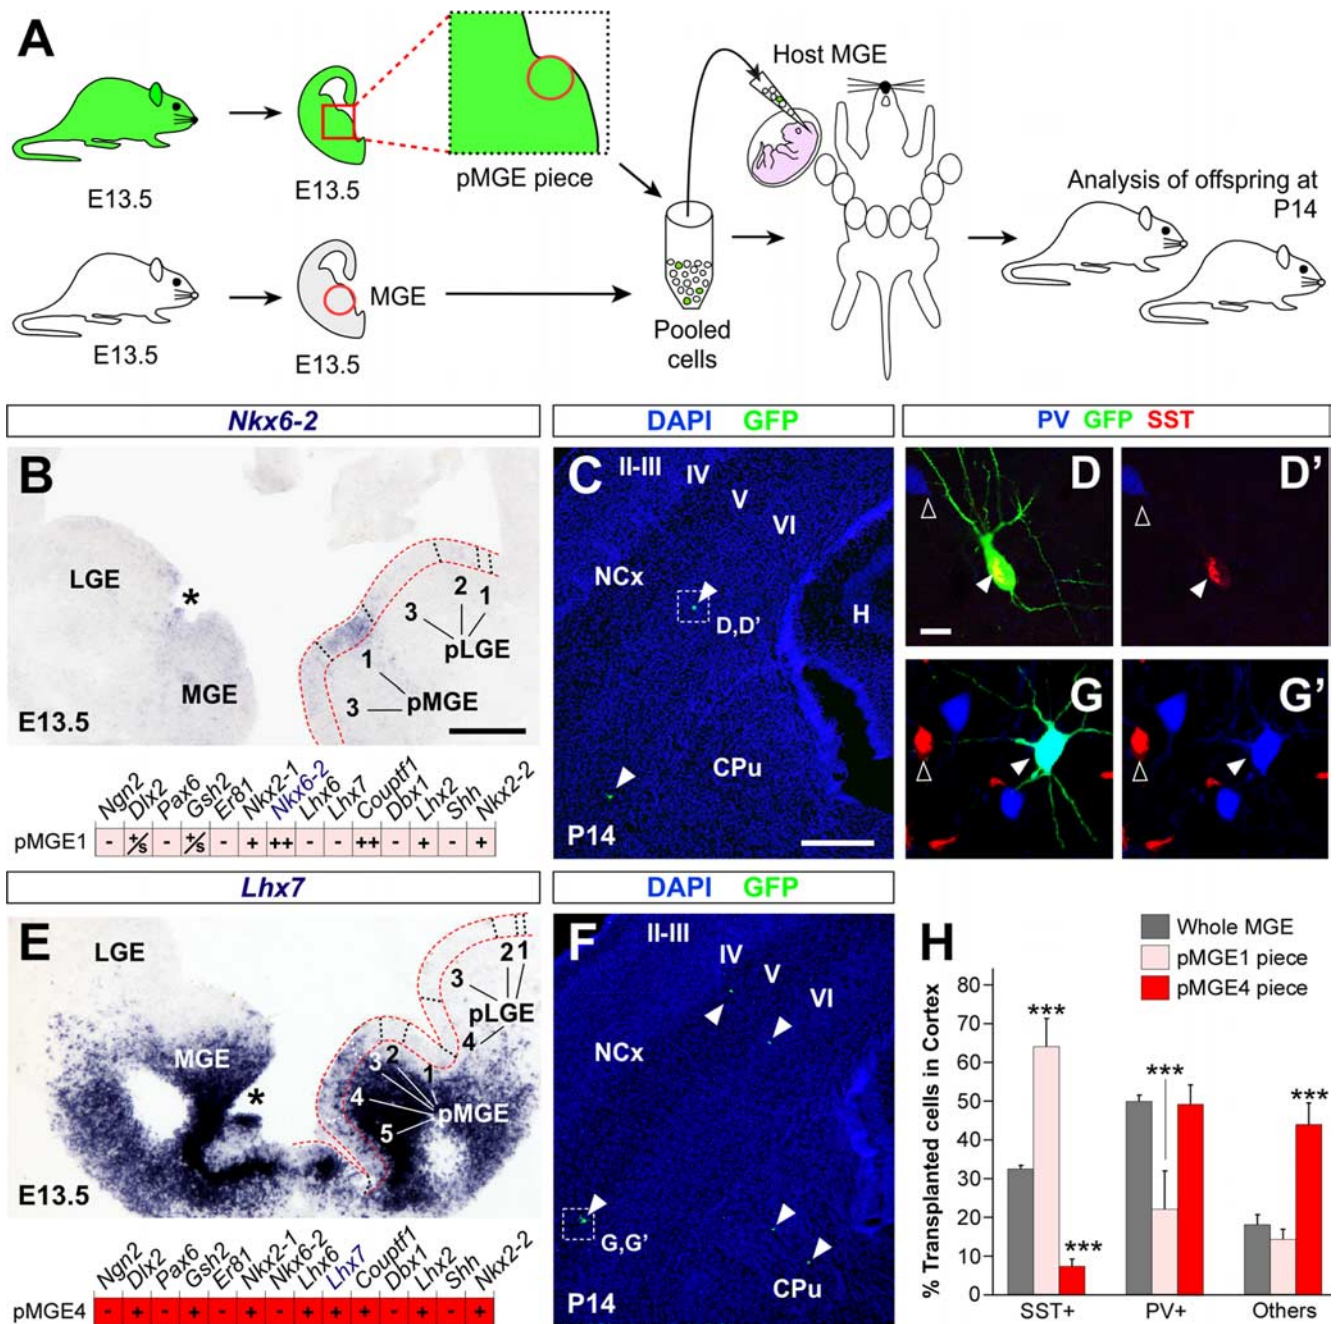 A
Host MGE
pMGE piece
E13.5
E13.5
Analysis of offspring at
P14
MGE
E13.5
E13.5
Pooled
cells
Nkx6-2
B
LGE
*
MGE
E13.5
3 2 1
pLGE
1
3 pMGE
Ngn2 Dlx2 Pax6 Gsh2 Er81 Nkx2-1 Nkx6-2 Lhx6 Lhx7 Couptf1 Dbx1 Lhx2 Shh Nkx2-2
pMGE1 - +/s - +/s - + ++ - - ++ - + - +
DAPI GFP
C
II-III IV V VI
NCx
D,D'
H
CPu
P14
PV GFP SST
D D'
G G'
Lhx7
E
LGE
MGE
*
E13.5
3 2 1
pLGE
4
3 2 1
4 pMGE
5
Ngn2 Dlx2 Pax6 Gsh2 Er81 Nkx2-1 Nkx6-2 Lhx6 Lhx7 Couptf1 Dbx1 Lhx2 Shh Nkx2-2
pMGE4 - + - + - + - + + + - + - +
DAPI GFP
F
II-III IV V VI
NCx
G,G'
CPu
P14
H
Whole MGE
pMGE1 piece
pMGE4 piece
% Transplanted cells in Cortex
80
70
60
50
40
30
20
10
0
***
***
***
***
SST+ PV+ Others